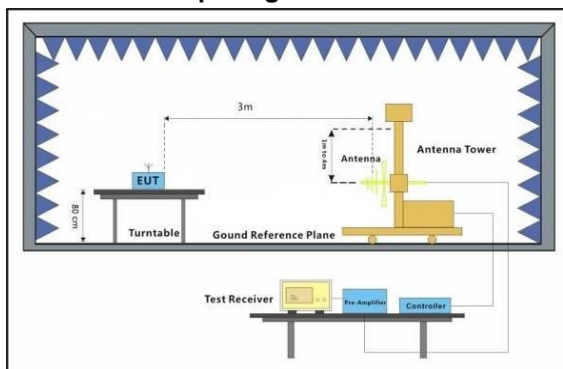 3m
1m to 4m
Antenna
Antenna Tower
EUT
80 cm
Turntable
Gound Reference Plane
Test Receiver
Pre-Amplifier
Controller